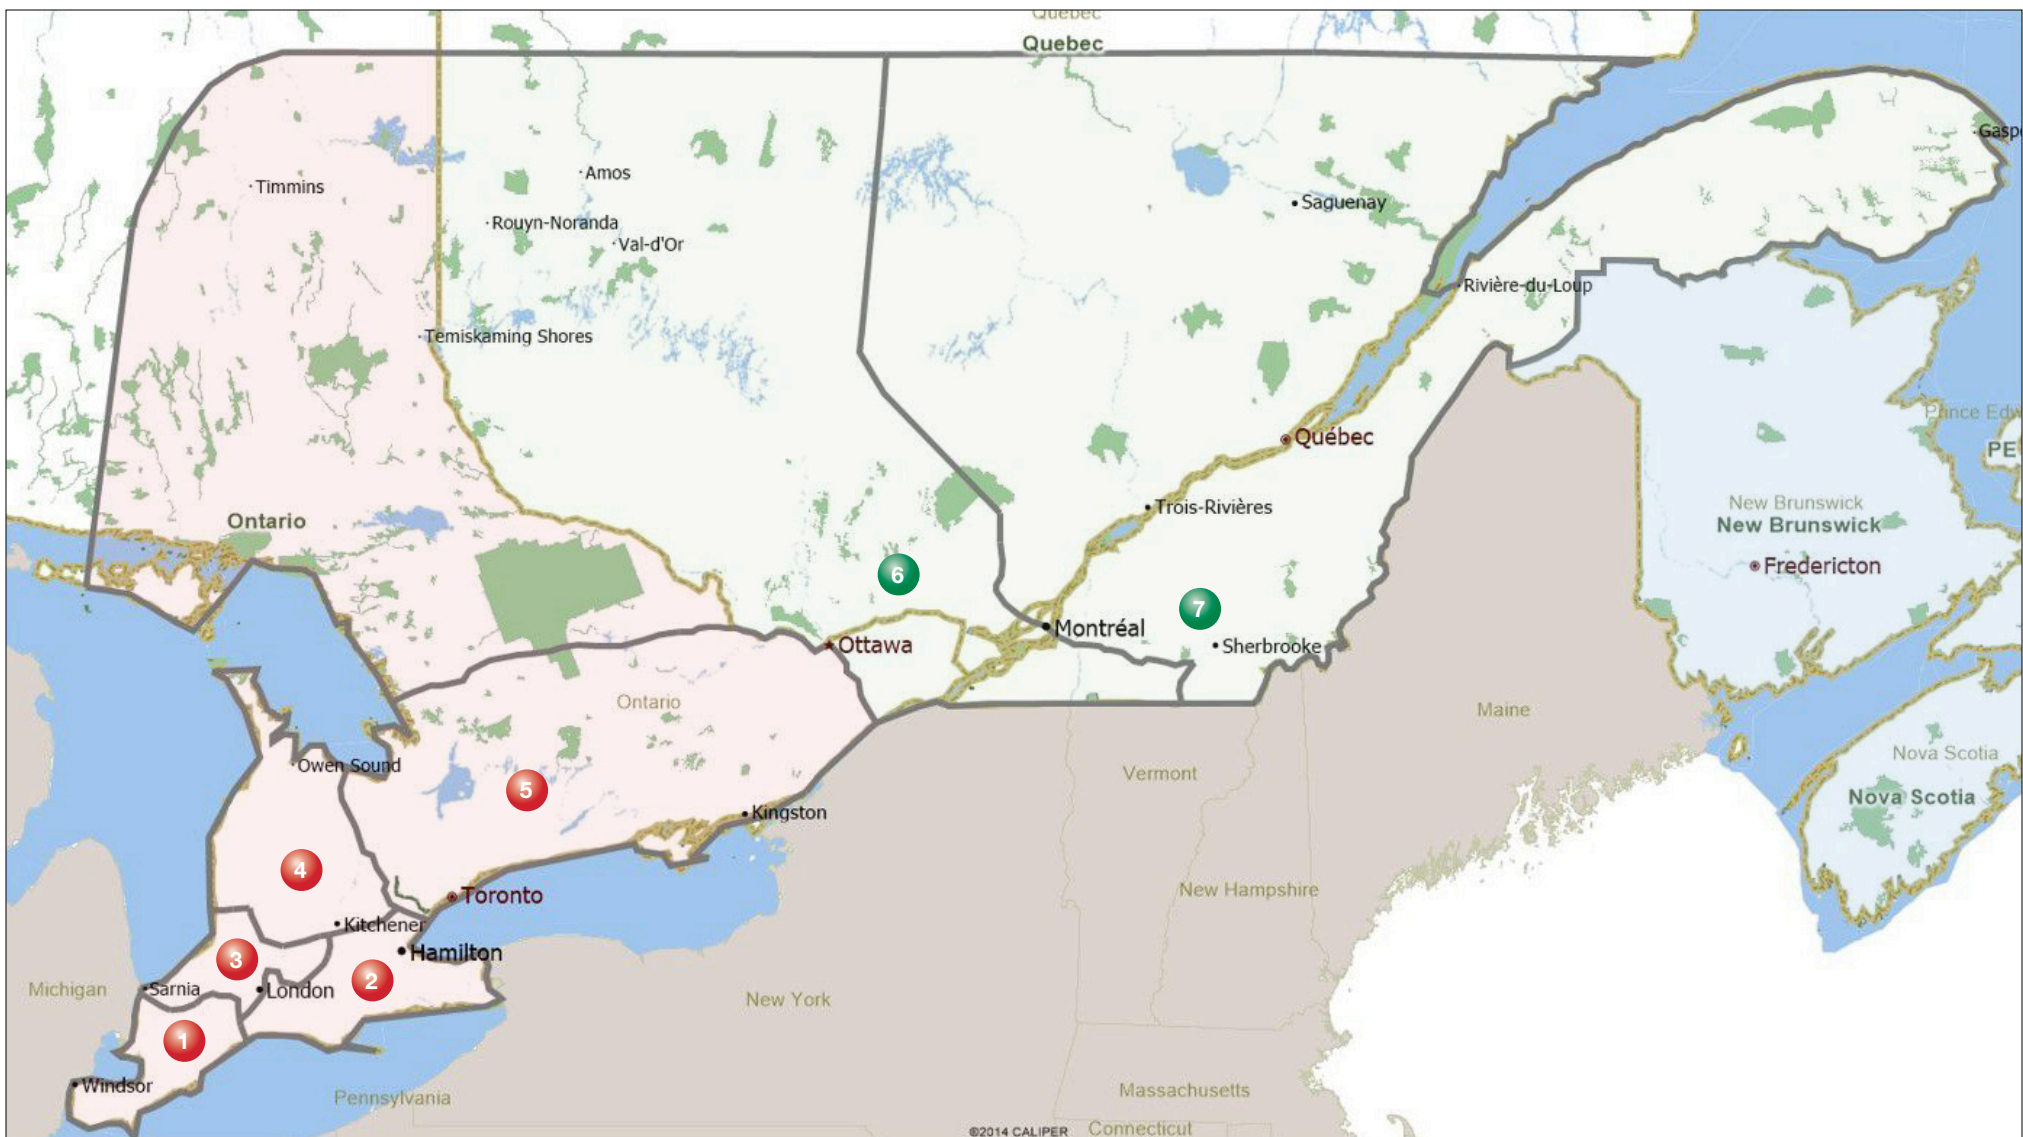 Quebec
Quebec
Gasp
Timmins
Amos
Rouyn-Noranda
Val-d'Or
Saguenay
Rivière-du-Loup
Temiskaming Shores
Prince Edw
PE
Québec
Trois-Rivières
Ontario
New Brunswick
New Brunswick
Fredericton
6
7
Montréal
Ottawa
Sherbrooke
Ontario
Maine
Owen Sound
5
Kingston
Vermont
Nova Scotia
Nova Scotia
4
Toronto
New Hampshire
Kitchener
Hamilton
3
2
Michigan
Sarnia
London
New York
1
Windsor
Pennsylvania
Massachusetts
©2014 CALIPER
Connecticut